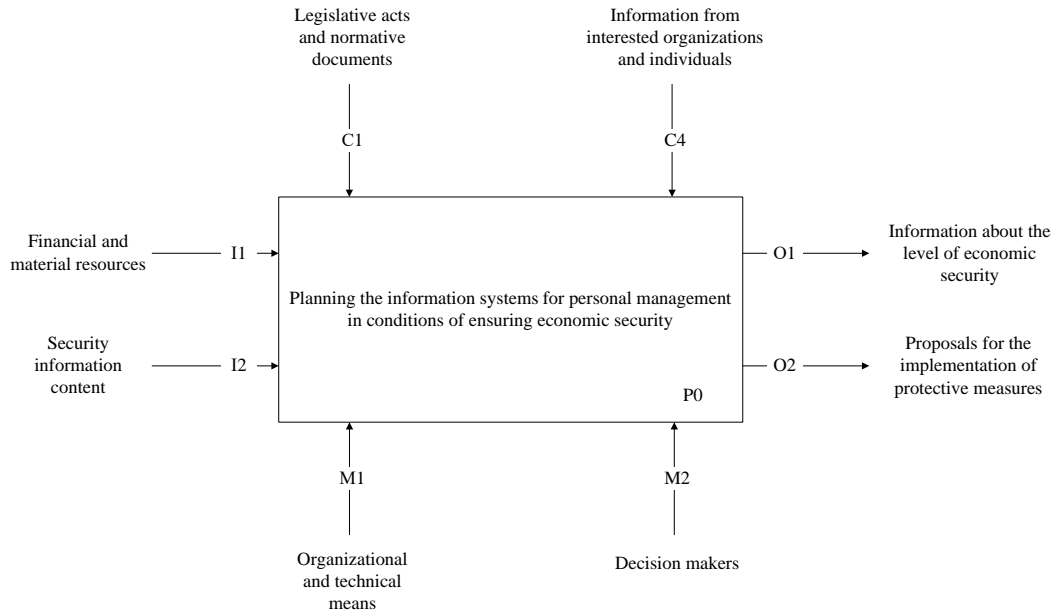 Legislative acts
and normative
documents
Information from
interested organizations
and individuals
C1
C4
Financial and
material resources
I1
O1
Information about the
level of economic
security
Planning the information systems for personal management
in conditions of ensuring economic security
Security
information
content
I2
O2
Proposals for the
implementation of
protective measures
P0
M1
M2
Organizational
and technical
means
Decision makers